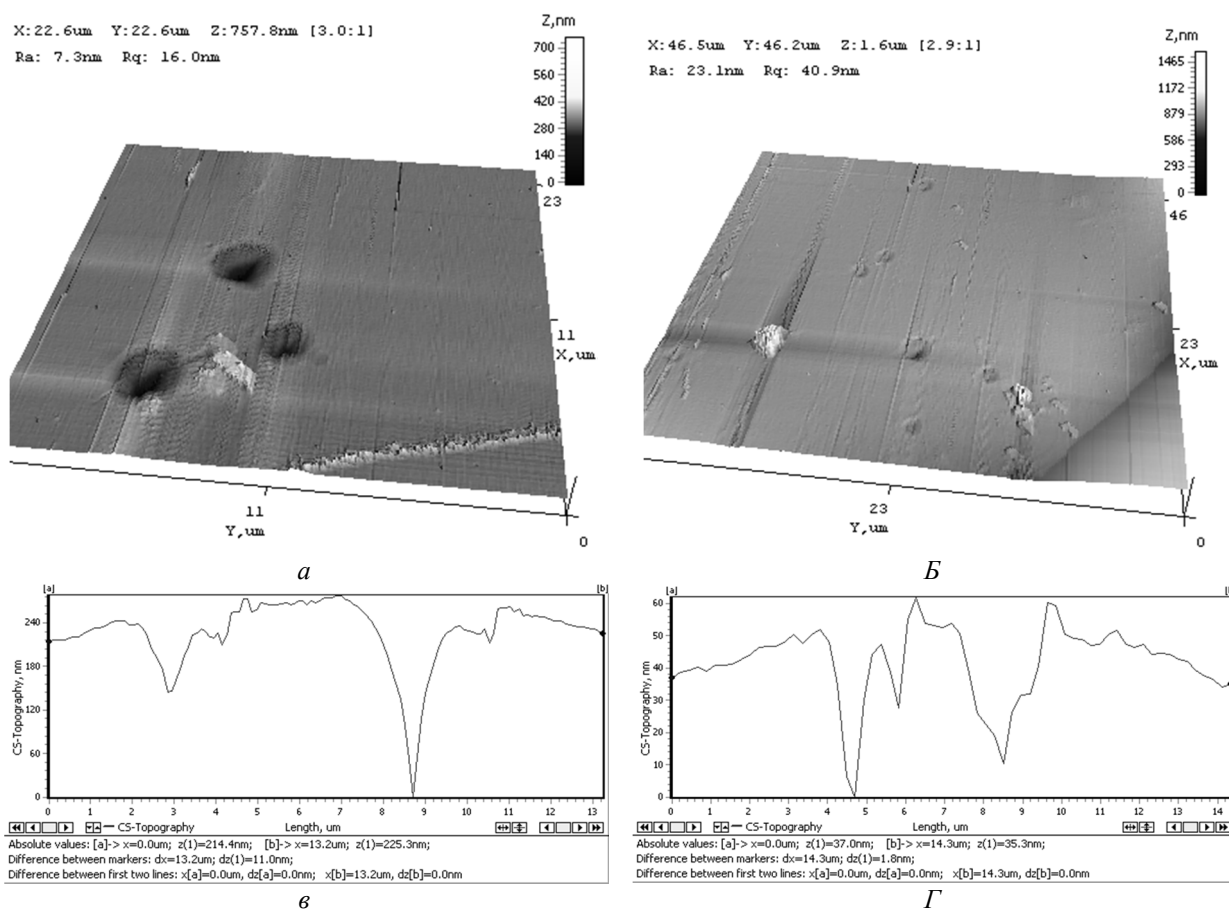 X:22.6um Y:22.6um Z:757.8nm [3.0:1]
Ra: 7.3nm Rq: 16.0nm
Z,nm
700
560
420
280
140
0
23
11
X,um
11
Y,um
0
а
X:46.5um Y:46.2um Z:1.6um [2.9:1]
Ra: 23.1nm Rq: 40.9nm
Z,nm
1465
1172
879
586
293
0
46
23
X,um
23
Y,um
0
Б
[a] [b]
CS-Topography, nm
240
180
120
60
0
0 1 2 3 4 5 6 7 8 9 10 11 12 13
CS-Topography Length, um
Absolute values: [a]-> x=0.0um; z(1)=214.4nm; [b]-> x=13.2um; z(1)=225.3nm;
Difference between markers: dx=13.2um; dz(1)=11.0nm;
Difference between first two lines: x[a]=0.0um, dz[a]=0.0nm; x[b]=13.2um, dz[b]=0.0nm
в
[a]
CS-Topography, nm
60
50
40
30
20
10
0
0 1 2 3 4 5 6 7 8 9 10 11 12 13 14
CS-Topography Length, um
Absolute values: [a]-> x=0.0um; z(1)=37.0nm; [b]-> x=14.3um; z(1)=35.3nm;
Difference between markers: dx=14.3um; dz(1)=1.8nm;
Difference between first two lines: x[a]=0.0um, dz[a]=0.0nm; x[b]=14.3um, dz[b]=0.0nm
Г